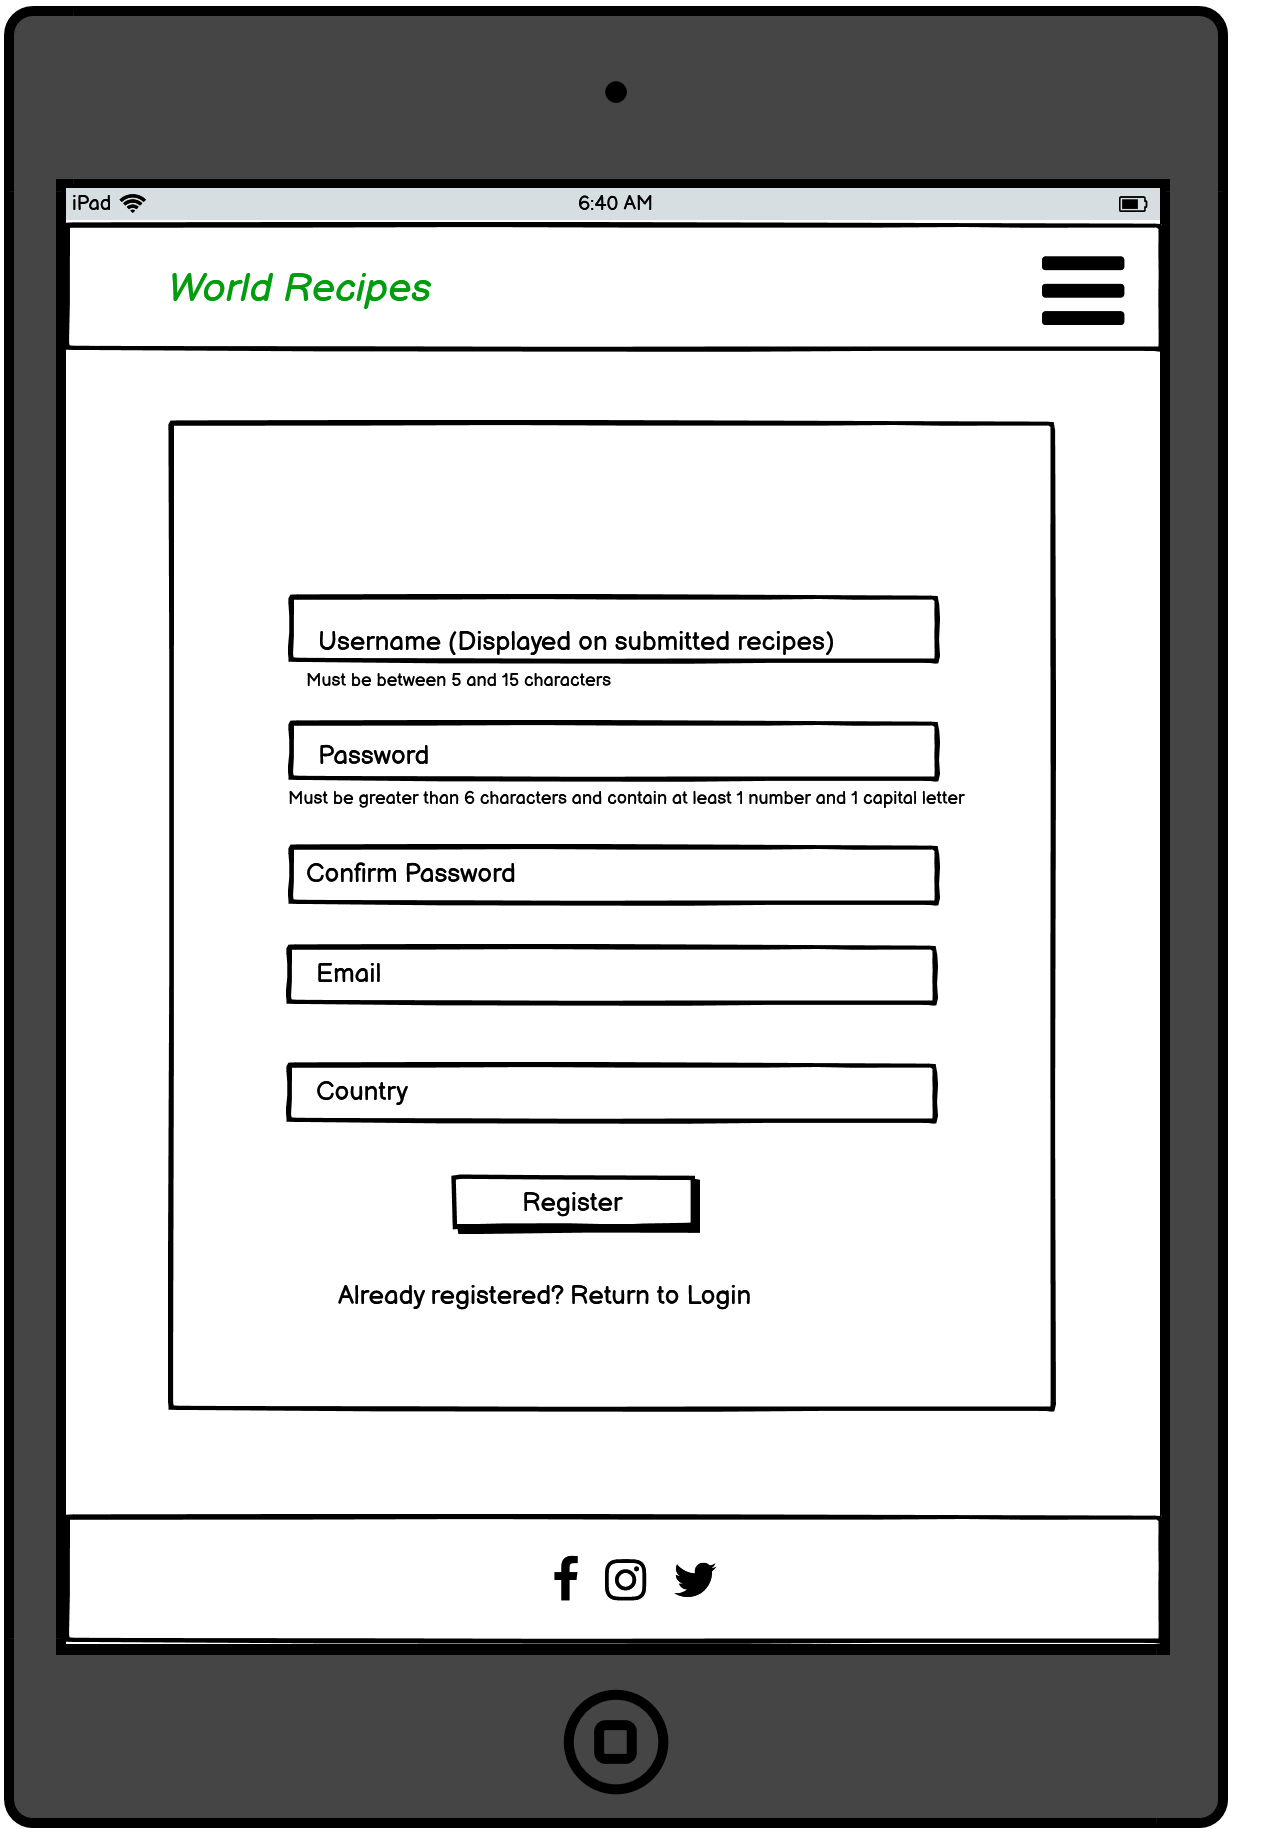 iPad 6:40 AM
World Recipes
Username (Displayed on submitted recipes)
Must be between 5 and 15 characters
Password
Must be greater than 6 characters and contain at least 1 number and 1 capital letter
Confirm Password
Email
Country
Register
Already registered? Return to Login